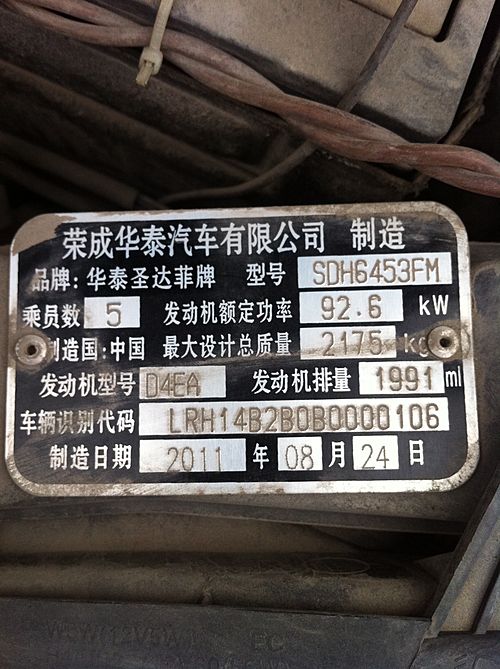 荣成华泰汽车有限公司 制造
品牌: 华泰圣达菲牌 型号 SDH6453FM
乘员数 5 发动机额定功率 92.6 kW
制造国:中国 最大设计总质量 2175 kg
发动机型号 D4EA 发动机排量 1991 ml
车辆识别代码 LRH14B2B0B0000106
制造日期 2011 年 08 月 24 日